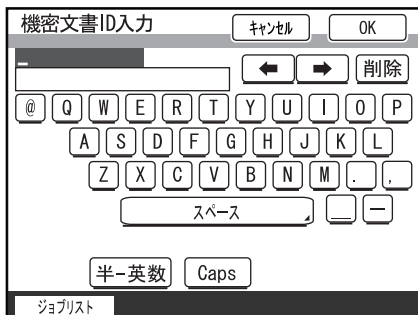 機密文書ID入力 キャンセル OK
_
← → 削除
@ Q W E R T Y U I O P
A S D F G H J K L
Z X C V B N M . ,
スペース _ ー
半-英数 Caps
ジョブリスト